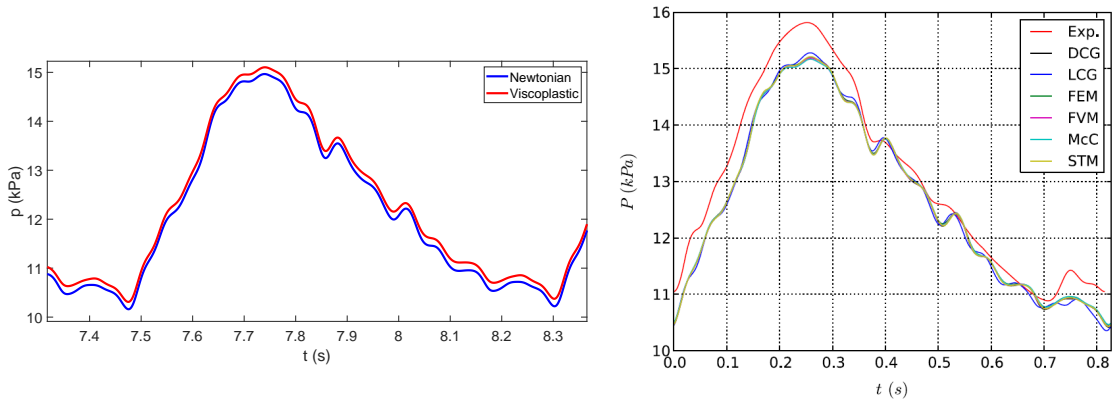 15
14
13
12
11
10
p (kPa)
7.4 7.5 7.6 7.7 7.8 7.9 8 8.1 8.2 8.3
t (s)
Newtonian
Viscoplastic
16
15
14
13
12
11
10
P (kPa)
0.0 0.1 0.2 0.3 0.4 0.5 0.6 0.7 0.8
t (s)
Exp.
DCG
LCG
FEM
FVM
McC
STM